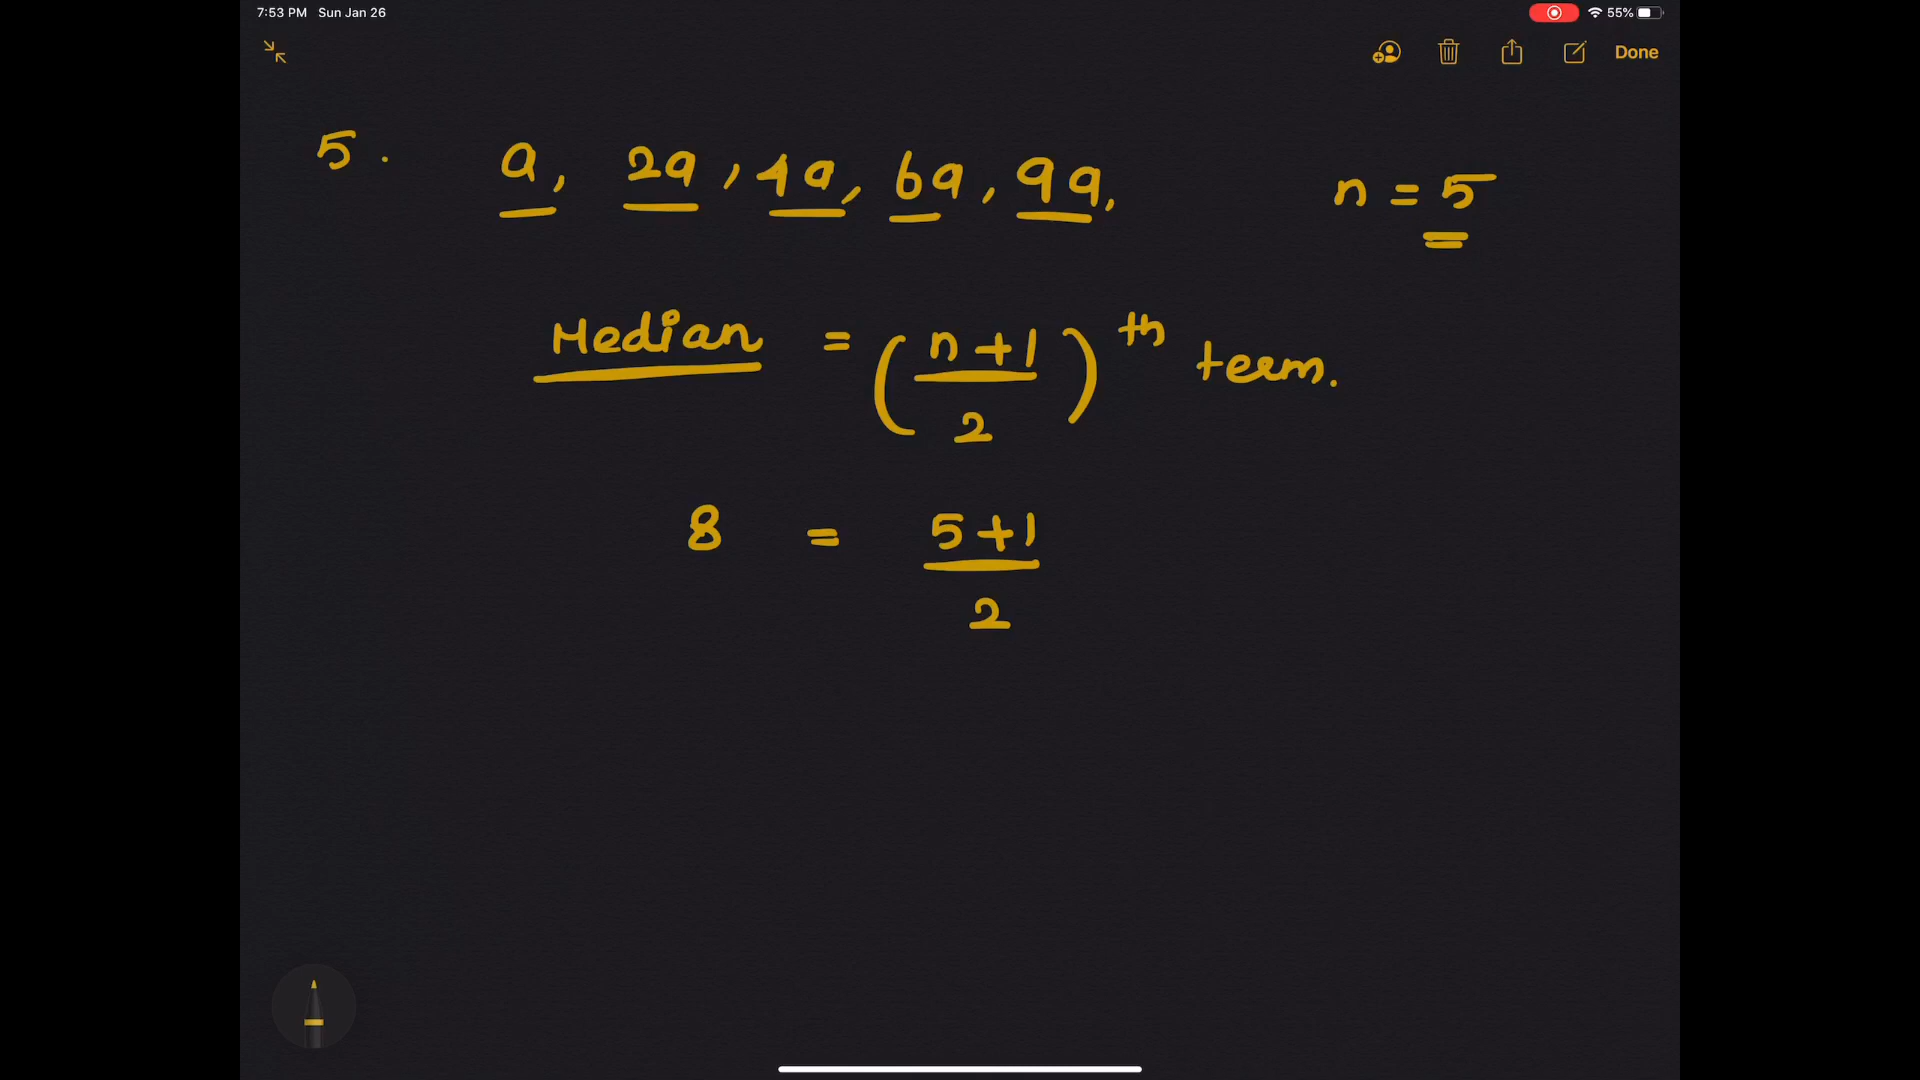 7:53 PM Sun Jan 26
55%
Done
5. a, 2a, 4a, 6a, 9a, n = 5
Median = (n+1/2)th term.
8 = 5+1/2